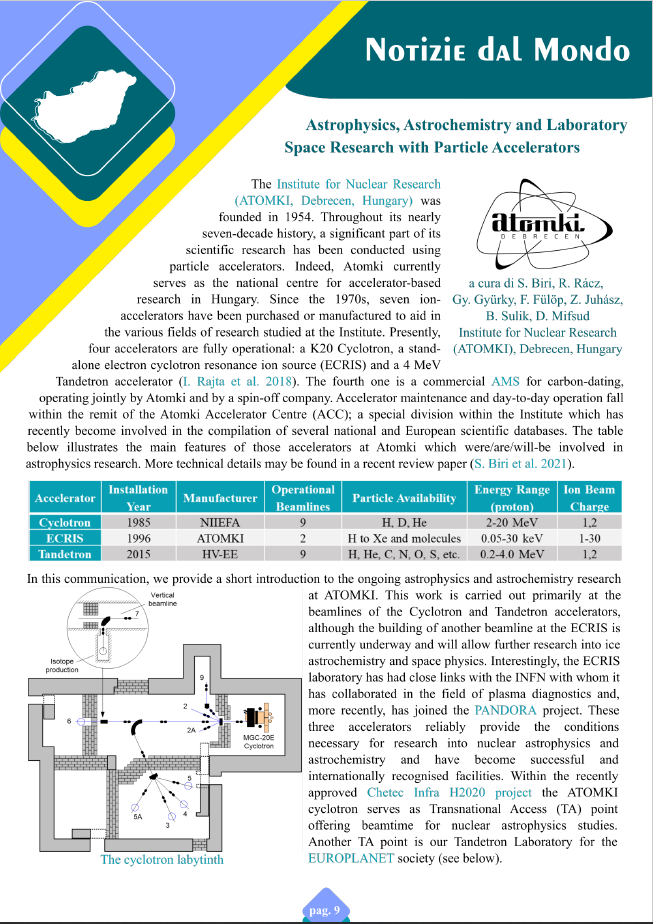 Notizie dal Mondo
Astrophysics, Astrochemistry and Laboratory
Space Research with Particle Accelerators
The Institute for Nuclear Research
(ATOMKI, Debrecen, Hungary) was
founded in 1954. Throughout its nearly
seven-decade history, a significant part of its
scientific research has been conducted using
particle accelerators. Indeed, Atomki currently
serves as the national centre for accelerator-based
research in Hungary. Since the 1970s, seven ion-
accelerators have been purchased or manufactured to aid in
the various fields of research studied at the Institute. Presently,
four accelerators are fully operational: a K20 Cyclotron, a stand-
alone electron cyclotron resonance ion source (ECRIS) and a 4 MeV
atomki.
DEBRECEN
a cura di S. Biri, R. Rácz,
Gy. Gyürky, F. Fülöp, Z. Juhász,
B. Sulik, D. Mifsud
Institute for Nuclear Research
(ATOMKI), Debrecen, Hungary
Tandetron accelerator (I. Rajta et al. 2018). The fourth one is a commercial AMS for carbon-dating,
operating jointly by Atomki and by a spin-off company. Accelerator maintenance and day-to-day operation fall
within the remit of the Atomki Accelerator Centre (ACC); a special division within the Institute which has
recently become involved in the compilation of several national and European scientific databases. The table
below illustrates the main features of those accelerators at Atomki which were/are/will-be involved in
astrophysics research. More technical details may be found in a recent review paper (S. Biri et al. 2021).
Accelerator Installation Year Manufacturer Operational Beamlines Particle Availability Energy Range (proton) Ion Beam Charge
Cyclotron 1985 NIIEFA 9 H, D, He 2-20 MeV 1,2
ECRIS 1996 ATOMKI 2 H to Xe and molecules 0.05-30 keV 1-30
Tandetron 2015 HV-EE 9 H, He, C, N, O, S, etc. 0.2-4.0 MeV 1,2
In this communication, we provide a short introduction to the ongoing astrophysics and astrochemistry research
at ATOMKI. This work is carried out primarily at the
beamlines of the Cyclotron and Tandetron accelerators,
although the building of another beamline at the ECRIS is
currently underway and will allow further research into ice
astrochemistry and space physics. Interestingly, the ECRIS
laboratory has had close links with the INFN with whom it
has collaborated in the field of plasma diagnostics and,
more recently, has joined the PANDORA project. These
three accelerators reliably provide the conditions
necessary for research into nuclear astrophysics and
astrochemistry and have become successful and
internationally recognised facilities. Within the recently
approved Chetec Infra H2020 project the ATOMKI
cyclotron serves as Transnational Access (TA) point
offering beamtime for nuclear astrophysics studies.
Another TA point is our Tandetron Laboratory for the
EUROPLANET society (see below).
Vertical
beamline
7
Isotope
production
9
2
6
2A
MGC-20E
Cyclotron
5
4
5A
3
The cyclotron labytinth
pag. 9